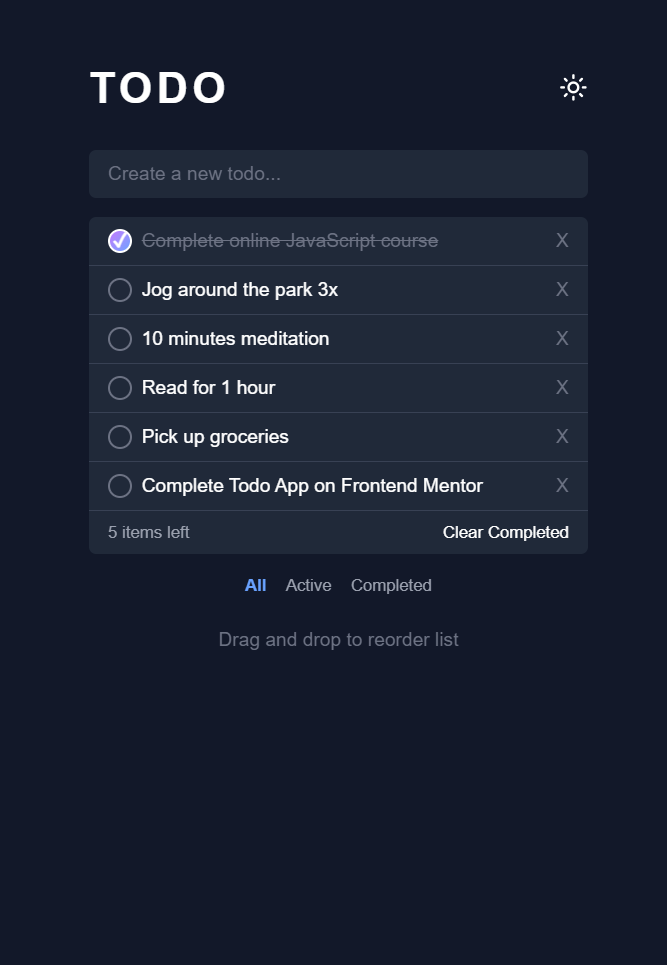 TODO
Create a new todo...
Complete online JavaScript course X
Jog around the park 3x X
10 minutes meditation X
Read for 1 hour X
Pick up groceries X
Complete Todo App on Frontend Mentor X
5 items left Clear Completed
All Active Completed
Drag and drop to reorder list